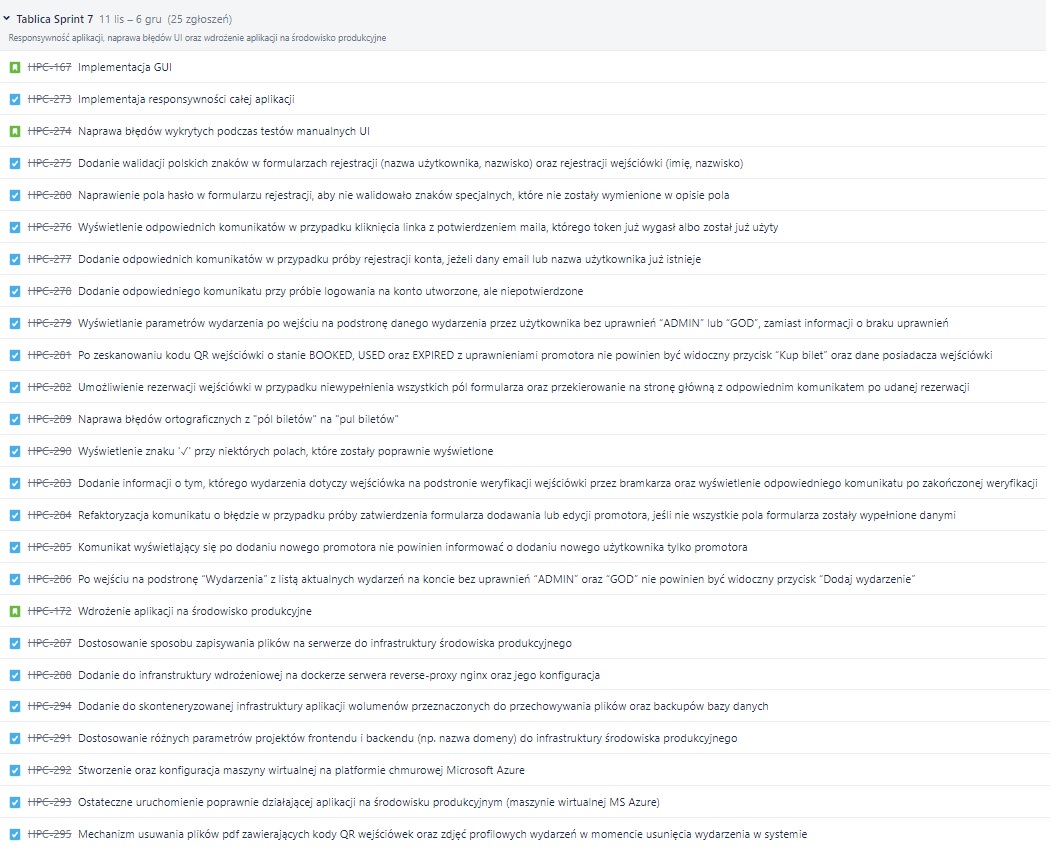 Tablica Sprint 7 11 lis – 6 gru (25 zgłoszeń)
Responsywność aplikacji, naprawa błędów UI oraz wdrożenie aplikacji na środowisko produkcyjne
HPC-167 Implementacja GUI
HPC-273 Implementaja responsywności całej aplikacji
HPC-274 Naprawa błędów wykrytych podczas testów manualnych UI
HPC-275 Dodanie walidacji polskich znaków w formularzach rejestracji (nazwa użytkownika, nazwisko) oraz rejestracji wejściówki (imię, nazwisko)
HPC-280 Naprawienie pola hasło w formularzu rejestracji, aby nie walidowało znaków specjalnych, które nie zostały wymienione w opisie pola
HPC-276 Wyświetlenie odpowiednich komunikatów w przypadku kliknięcia linka z potwierdzeniem maila, którego token już wygasł albo został już użyty
HPC-277 Dodanie odpowiednich komunikatów w przypadku próby rejestracji konta, jeżeli dany email lub nazwa użytkownika już istnieje
HPC-278 Dodanie odpowiedniego komunikatu przy próbie logowania na konto utworzone, ale niepotwierdzone
HPC-279 Wyświetlanie parametrów wydarzenia po wejściu na podstronę danego wydarzenia przez użytkownika bez uprawnień "ADMIN" lub "GOD", zamiast informacji o braku uprawnień
HPC-281 Po zeskanowaniu kodu QR wejściówki o stanie BOOKED, USED oraz EXPIRED z uprawnieniami promotora nie powinien być widoczny przycisk "Kup bilet" oraz dane posiadacza wejściówki
HPC-282 Umożliwienie rezerwacji wejściówki w przypadku niewypełnienia wszystkich pól formularza oraz przekierowanie na stronę główną z odpowiednim komunikatem po udanej rezerwacji
HPC-289 Naprawa błędów ortograficznych z "pól biletów" na "pul biletów"
HPC-290 Wyświetlenie znaku '✓' przy niektórych polach, które zostały poprawnie wyświetlone
HPC-283 Dodanie informacji o tym, którego wydarzenia dotyczy wejściówka na podstronie weryfikacji wejściówki przez bramkarza oraz wyświetlenie odpowiedniego komunikatu po zakończonej weryfikacji
HPC-284 Refaktoryzacja komunikatu o błędzie w przypadku próby zatwierdzenia formularza dodawania lub edycji promotora, jeśli nie wszystkie pola formularza zostały wypełnione danymi
HPC-285 Komunikat wyświetlający się po dodaniu nowego promotora nie powinien informować o dodaniu nowego użytkownika tylko promotora
HPC-286 Po wejściu na podstronę "Wydarzenia" z listą aktualnych wydarzeń na koncie bez uprawnień "ADMIN" oraz "GOD" nie powinien być widoczny przycisk "Dodaj wydarzenie"
HPC-172 Wdrożenie aplikacji na środowisko produkcyjne
HPC-287 Dostosowanie sposobu zapisywania plików na serwerze do infrastruktury środowiska produkcyjnego
HPC-288 Dodanie do infranstruktury wdrożeniowej na dockerze serwera reverse-proxy nginx oraz jego konfiguracja
HPC-294 Dodanie do skonteneryzowanej infrastruktury aplikacji wolumenów przeznaczonych do przechowywania plików oraz backupów bazy danych
HPC-291 Dostosowanie różnych parametrów projektów frontendu i backendu (np. nazwa domeny) do infrastruktury środowiska produkcyjnego
HPC-292 Stworzenie oraz konfiguracja maszyny wirtualnej na platformie chmurowej Microsoft Azure
HPC-293 Ostateczne uruchomienie poprawnie działającej aplikacji na środowisku produkcyjnym (maszynie wirtualnej MS Azure)
HPC-295 Mechanizm usuwania plików pdf zawierających kody QR wejściówek oraz zdjęć profilowych wydarzeń w momencie usunięcia wydarzenia w systemie